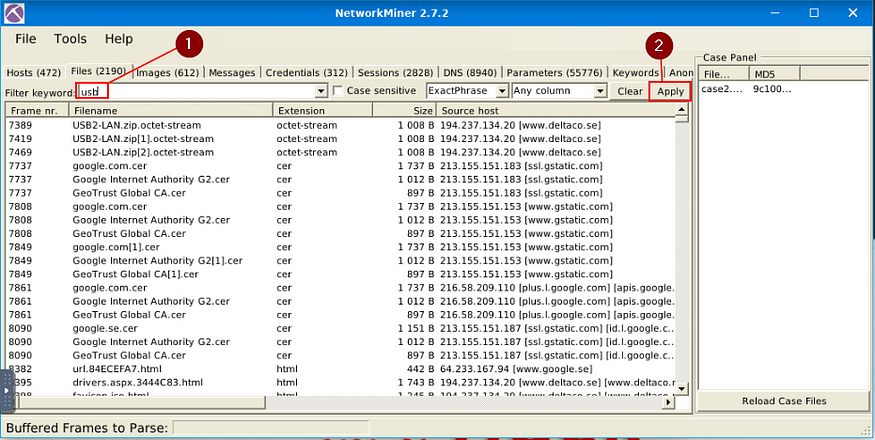 NetworkMiner 2.7.2
File Tools Help
1
2
Hosts (472) Files (2190) Images (612) Messages Credentials (312) Sessions (2828) DNS (8940) Parameters (55776) Keywords Anon
Filter keyword: usb Case sensitive ExactPhrase Any column Clear Apply
Frame nr. Filename Extension Size Source host
7389 USB2-LAN.zip.octet-stream octet-stream 1 008 B 194.237.134.20 [www.deltaco.se]
7419 USB2-LAN.zip[1].octet-stream octet-stream 1 008 B 194.237.134.20 [www.deltaco.se]
7469 USB2-LAN.zip[2].octet-stream octet-stream 1 008 B 194.237.134.20 [www.deltaco.se]
7737 google.com.cer cer 1 737 B 213.155.151.183 [ssl.gstatic.com]
7737 Google Internet Authority G2.cer cer 1 012 B 213.155.151.183 [ssl.gstatic.com]
7737 GeoTrust Global CA.cer cer 897 B 213.155.151.183 [ssl.gstatic.com]
7808 google.com.cer cer 1 737 B 213.155.151.153 [www.gstatic.com]
7808 Google Internet Authority G2.cer cer 1 012 B 213.155.151.153 [www.gstatic.com]
7808 GeoTrust Global CA.cer cer 897 B 213.155.151.153 [www.gstatic.com]
7849 google.com[1].cer cer 1 737 B 213.155.151.153 [www.gstatic.com]
7849 Google Internet Authority G2[1].cer cer 1 012 B 213.155.151.153 [www.gstatic.com]
7849 GeoTrust Global CA[1].cer cer 897 B 213.155.151.153 [www.gstatic.com]
7861 google.com.cer cer 1 737 B 216.58.209.110 [plus.l.google.com] [apis.google.
7861 Google Internet Authority G2.cer cer 1 012 B 216.58.209.110 [plus.l.google.com] [apis.google.
7861 GeoTrust Global CA.cer cer 897 B 216.58.209.110 [plus.l.google.com] [apis.google.
8090 google.se.cer cer 1 151 B 213.155.151.187 [ssl.gstatic.com] [id.l.google.c...
8090 Google Internet Authority G2.cer cer 1 012 B 213.155.151.187 [ssl.gstatic.com] [id.l.google.c...
8090 GeoTrust Global CA.cer cer 897 B 213.155.151.187 [ssl.gstatic.com] [id.l.google.c...
8382 url.84ECEFA7.html html 442 B 64.233.167.94 [www.google.se]
8395 drivers.aspx.3444C83.html html 1 743 B 194.237.134.20 [www.deltaco.se] [www.deltaco.n
Case Panel
File... MD5
case2.... 9c100...
Reload Case Files
Buffered Frames to Parse: